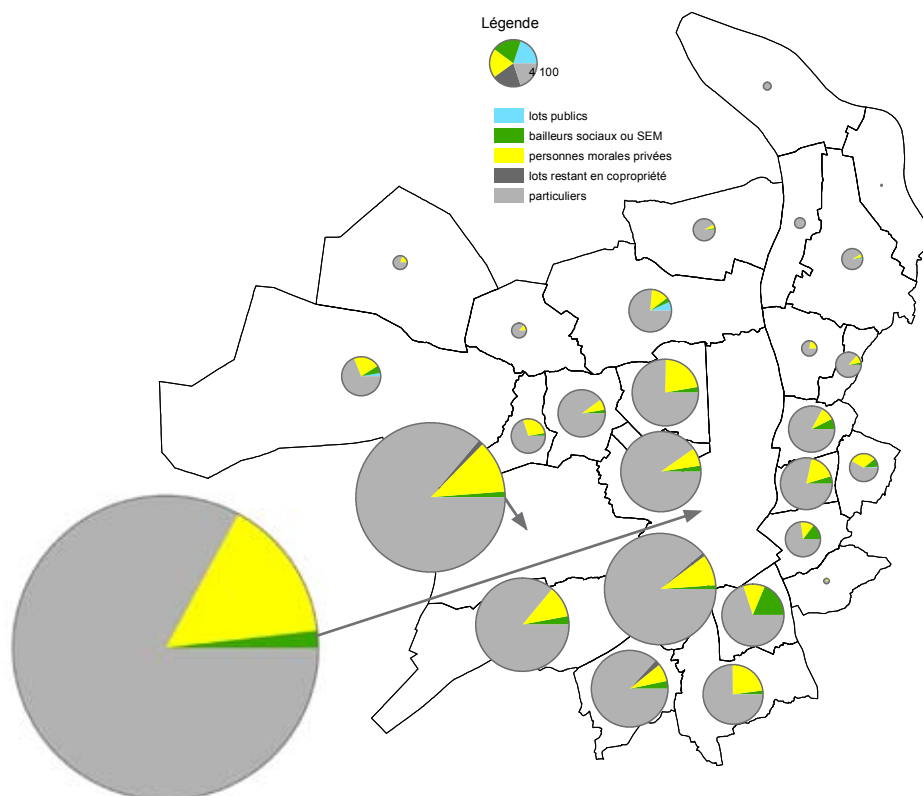 Légende
4 100
lots publics
bailleurs sociaux ou SEM
personnes morales privées
lots restant en copropriété
particuliers